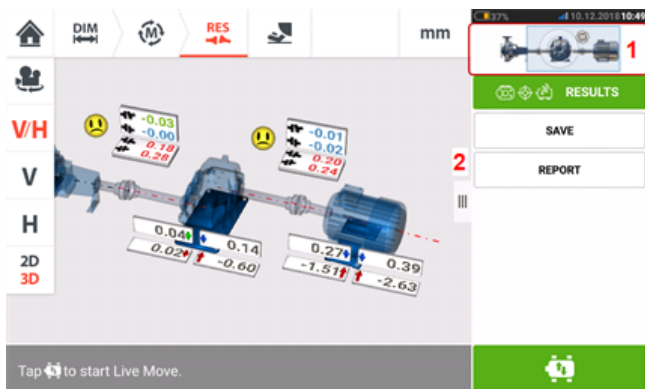 37% 10.12.2018 10:49
DIM
M
RES
mm
1
RESULTS
V/H
-0.03
-0.00
0.18
0.28
-0.01
-0.02
0.20
0.24
SAVE
2
REPORT
V
H
0.04 0.14
0.02 -0.60
0.27 0.39
-1.51 -2.63
2D
3D
Tap to start Live Move.